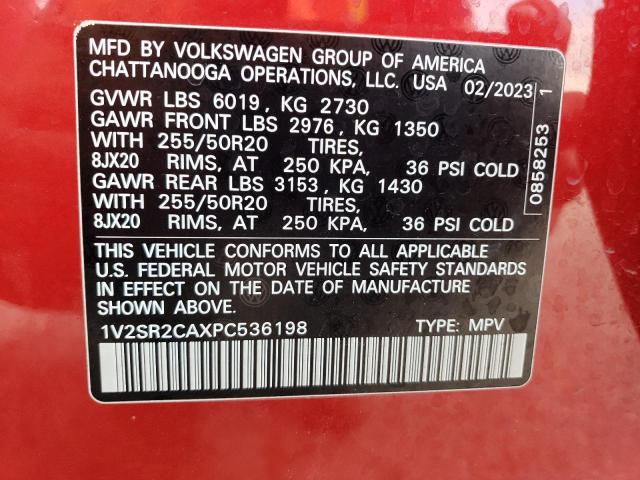 MFD BY VOLKSWAGEN GROUP OF AMERICA
CHATTANOOGA OPERATIONS, LLC. USA 02/2023
GVWR LBS 6019, KG 2730
GAWR FRONT LBS 2976, KG 1350
WITH 255/50R20 TIRES,
8JX20 RIMS, AT 250 KPA, 36 PSI COLD
GAWR REAR LBS 3153, KG 1430
WITH 255/50R20 TIRES,
8JX20 RIMS, AT 250 KPA, 36 PSI COLD
THIS VEHICLE CONFORMS TO ALL APPLICABLE
U.S. FEDERAL MOTOR VEHICLE SAFETY STANDARDS
IN EFFECT ON THE DATE OF MANUFACTURE
SHOWN ABOVE.
1V2SR2CAXPC536198 TYPE: MPV
0858253 1